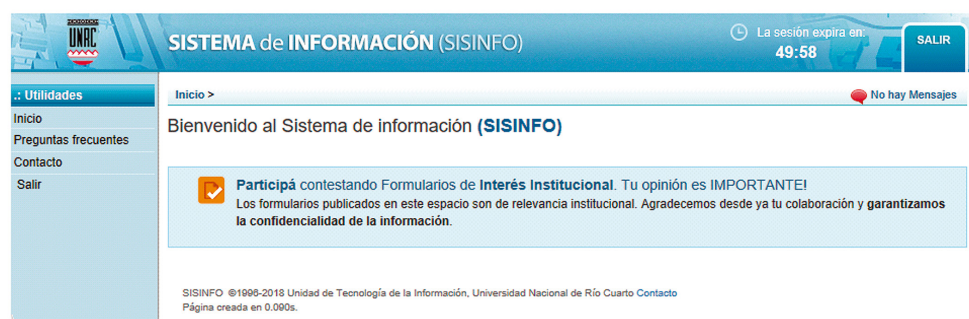 UNRC
SISTEMA de INFORMACIÓN (SISINFO)
La sesión expira en:
49:58
SALIR
.: Utilidades
Inicio
Preguntas frecuentes
Contacto
Salir
Inicio >
No hay Mensajes
Bienvenido al Sistema de información (SISINFO)
Participá contestando Formularios de Interés Institucional. Tu opinión es IMPORTANTE!
Los formularios publicados en este espacio son de relevancia institucional. Agradecemos desde ya tu colaboración y garantizamos
la confidencialidad de la información.
SISINFO ©1996-2018 Unidad de Tecnología de la Información, Universidad Nacional de Río Cuarto Contacto
Página creada en 0.090s.